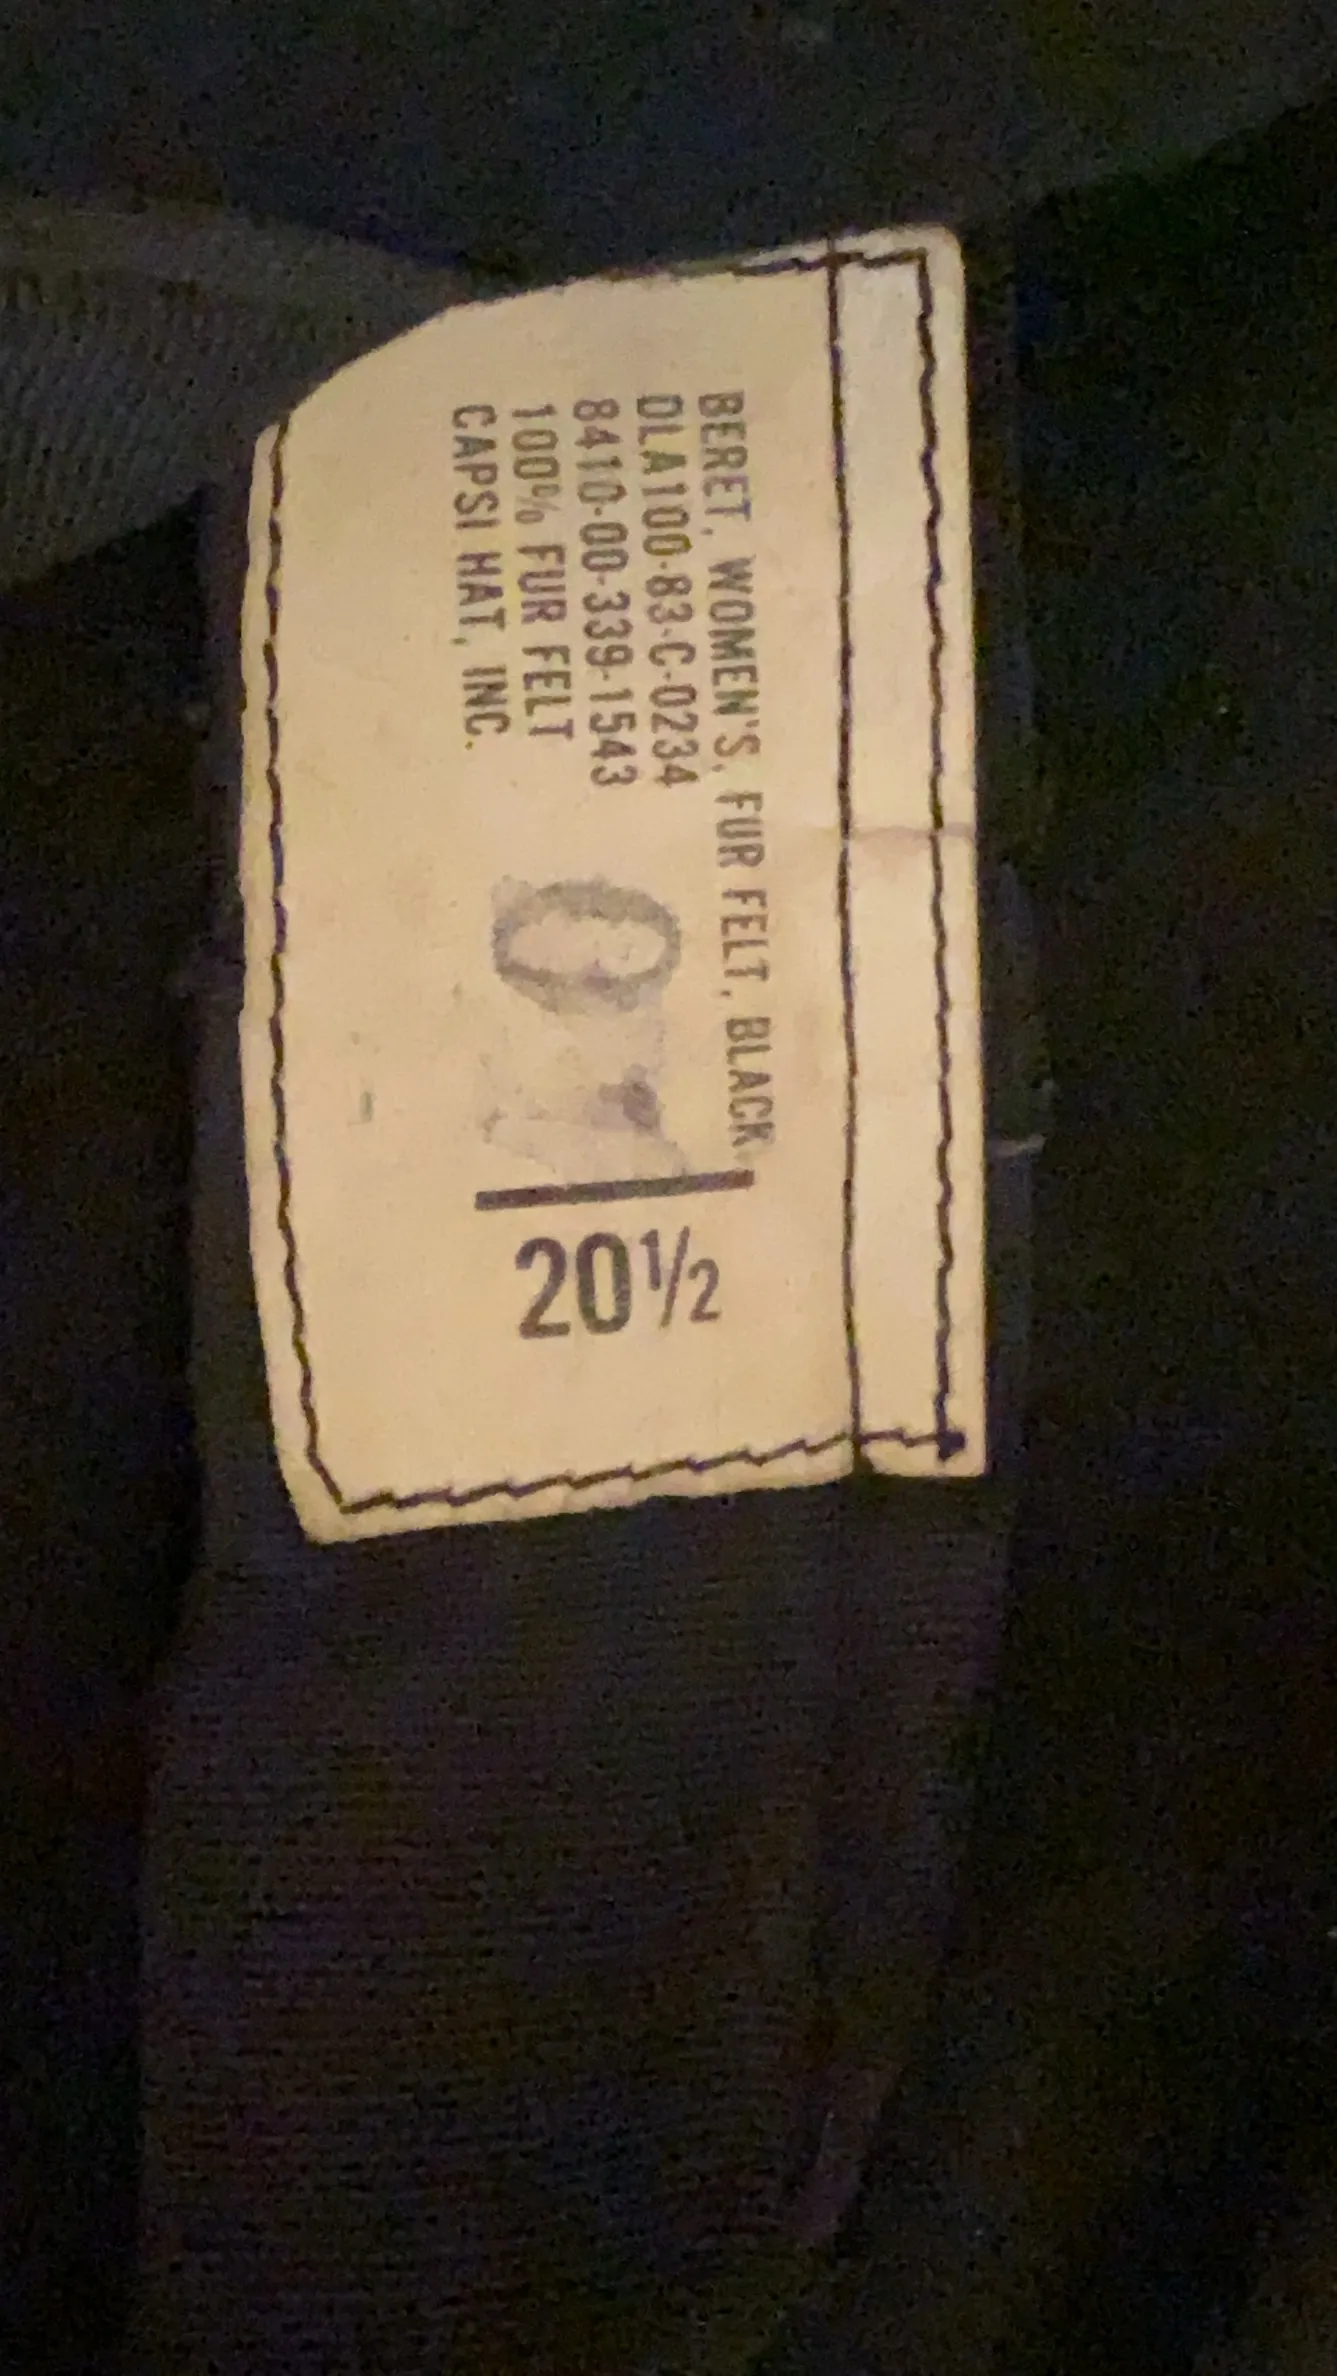 BERET, WOMEN'S, FUR FELT, BLACK
DLA100-83-C-0234
8410-00-339-1543
100% FUR FELT
CAPSI HAT, INC.
20½